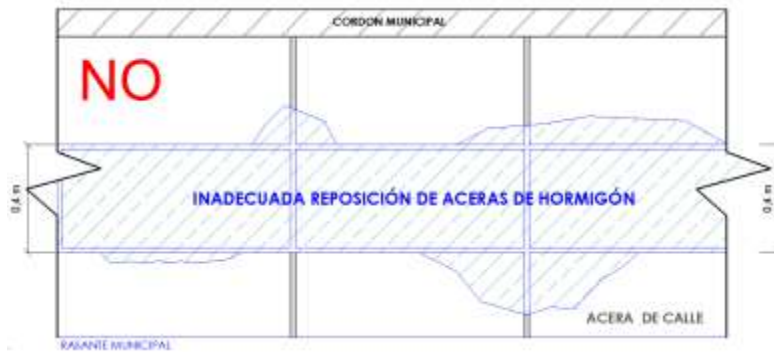 CORDON MUNICIPAL
NO
0,4 m
INADECUADA REPOSICIÓN DE ACERAS DE HORMIGÓN
0,4 m
ACERA DE CALLE
RASANTE MUNICIPAL